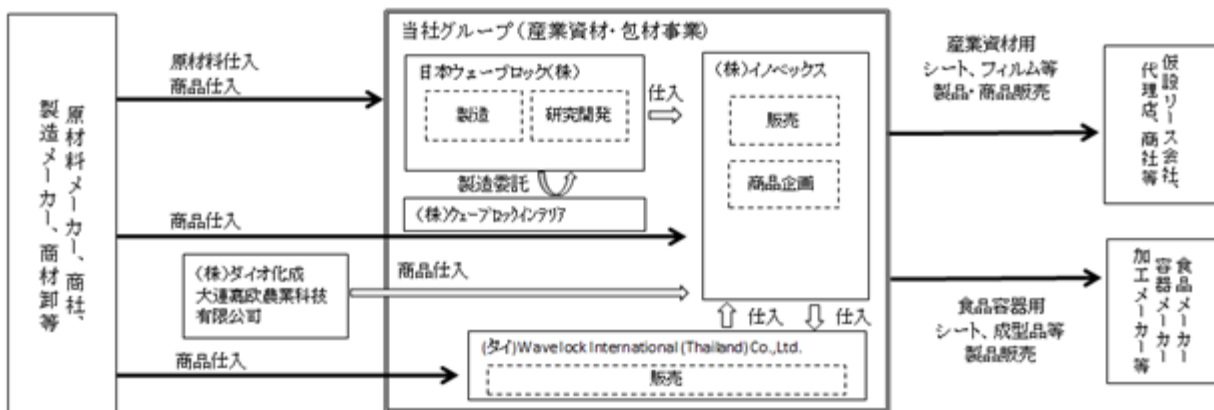 原材料メーカー、商社、
製造メーカー、商材卸等
原材料仕入
商品仕入
商品仕入
(株)ダイオ化成
大連嘉欧農業科技
有限公司
商品仕入
当社グループ(産業資材・包材事業)
日本ウェーブロック(株)
製造
研究開発
仕入
製造委託
(株)ウェーブロックインテリア
商品仕入
(株)イノベックス
販売
商品企画
仕入
仕入
(タイ)Wavelock International (Thailand) Co.,Ltd.
販売
産業資材用
シート、フィルム等
製品・商品販売
仮設リース会社、
代理店、商社等
食品容器用
シート、成型品等
製品販売
食品メーカー
容器メーカー
加工メーカー等